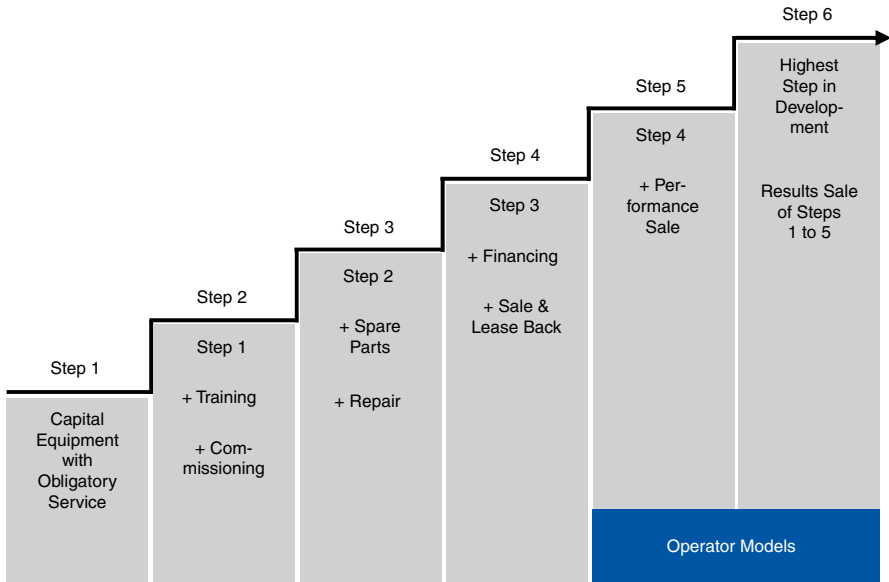 Step 1
Capital
Equipment
with
Obligatory
Service
Step 2
Step 1
+ Training
+ Com-
missioning
Step 3
Step 2
+ Spare
Parts
+ Repair
Step 4
Step 3
+ Financing
+ Sale &
Lease Back
Step 5
Step 4
+ Per-
formance
Sale
Step 6
Highest
Step in
Develop-
ment
Results Sale
of Steps
1 to 5
Operator Models